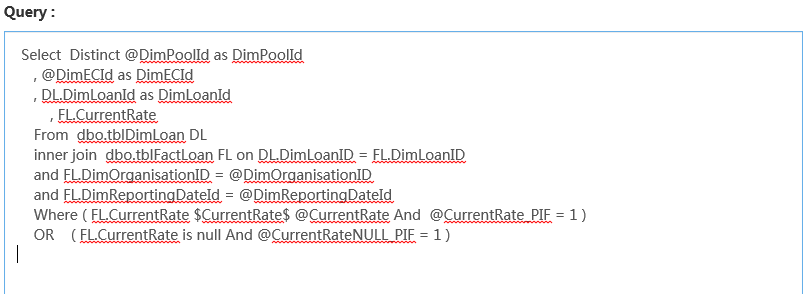 Query :
Select Distinct @DimPoolId as DimPoolId
, @DimECId as DimECId
, DL.DimLoanId as DimLoanId
, FL.CurrentRate
From dbo.tblDimLoan DL
inner join dbo.tblFactLoan FL on DL.DimLoanID = FL.DimLoanID
and FL.DimOrganisationID = @DimOrganisationID
and FL.DimReportingDateId = @DimReportingDateId
Where ( FL.CurrentRate $CurrentRate$ @CurrentRate And @CurrentRate_PIF = 1 )
OR ( FL.CurrentRate is null And @CurrentRateNULL_PIF = 1 )